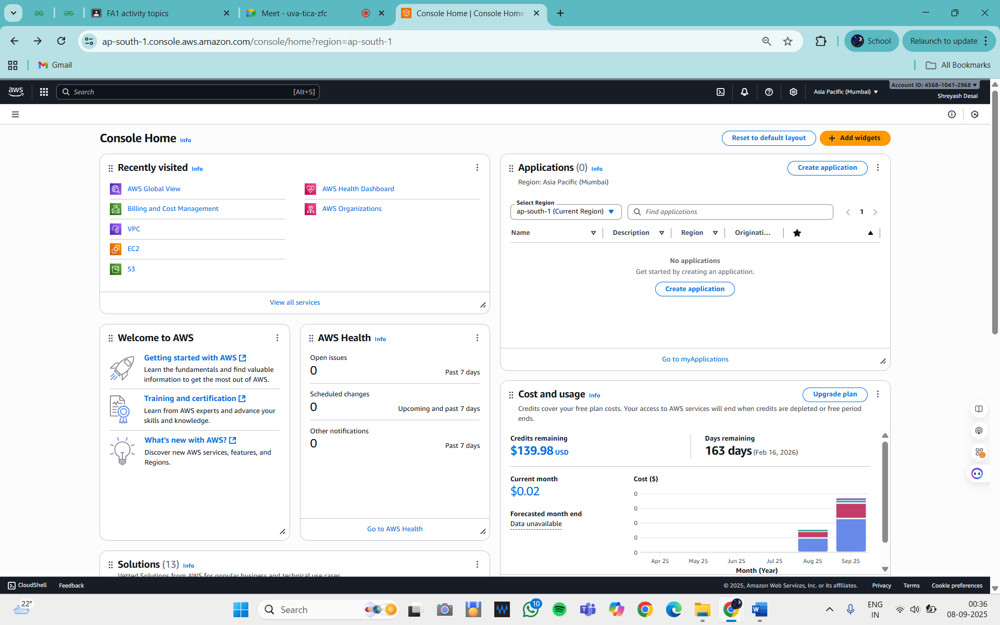 FA1 activity topics
Meet - uva-tica-zfc
Console Home | Console Home
ap-south-1.console.aws.amazon.com/console/home?region=ap-south-1
School
Relaunch to update
Gmail
All Bookmarks
aws
Search
[Alt+S]
Asia Pacific (Mumbai)
Account ID: 4568-1041-2968
Shreyash Desai
Console Home Info
Reset to default layout
Add widgets
Recently visited Info
AWS Global View
AWS Health Dashboard
Billing and Cost Management
AWS Organizations
VPC
EC2
S3
View all services
Applications (0) Info
Create application
Region: Asia Pacific (Mumbai)
Select Region
ap-south-1 (Current Region)
Find applications
1
Name
Description
Region
Originati...
No applications
Get started by creating an application.
Create application
Go to myApplications
Welcome to AWS
Getting started with AWS
Learn the fundamentals and find valuable
information to get the most out of AWS.
Training and certification
Learn from AWS experts and advance your
skills and knowledge.
What's new with AWS?
Discover new AWS services, features, and
Regions.
AWS Health Info
Open issues
0
Past 7 days
Scheduled changes
0
Upcoming and past 7 days
Other notifications
0
Past 7 days
Go to AWS Health
Cost and usage Info
Upgrade plan
Credits cover your free plan costs. Your access to AWS services will end when credits are depleted or free period
ends.
Credits remaining
$139.98 USD
Days remaining
163 days (Feb 16, 2026)
Current month
$0.02
Forecasted month end
Data unavailable
Cost ($)
0
0
0
0
0
Apr 25
May 25
Jun 25
Jul 25
Aug 25
Sep 25
Month (Year)
Solutions (13) Info
Vetted Solutions from AWS for popular business and technical use cases.
CloudShell
Feedback
© 2025, Amazon Web Services, Inc. or its affiliates.
Privacy
Terms
Cookie preferences
22°
Search
10
ENG
IN
00:36
08-09-2025